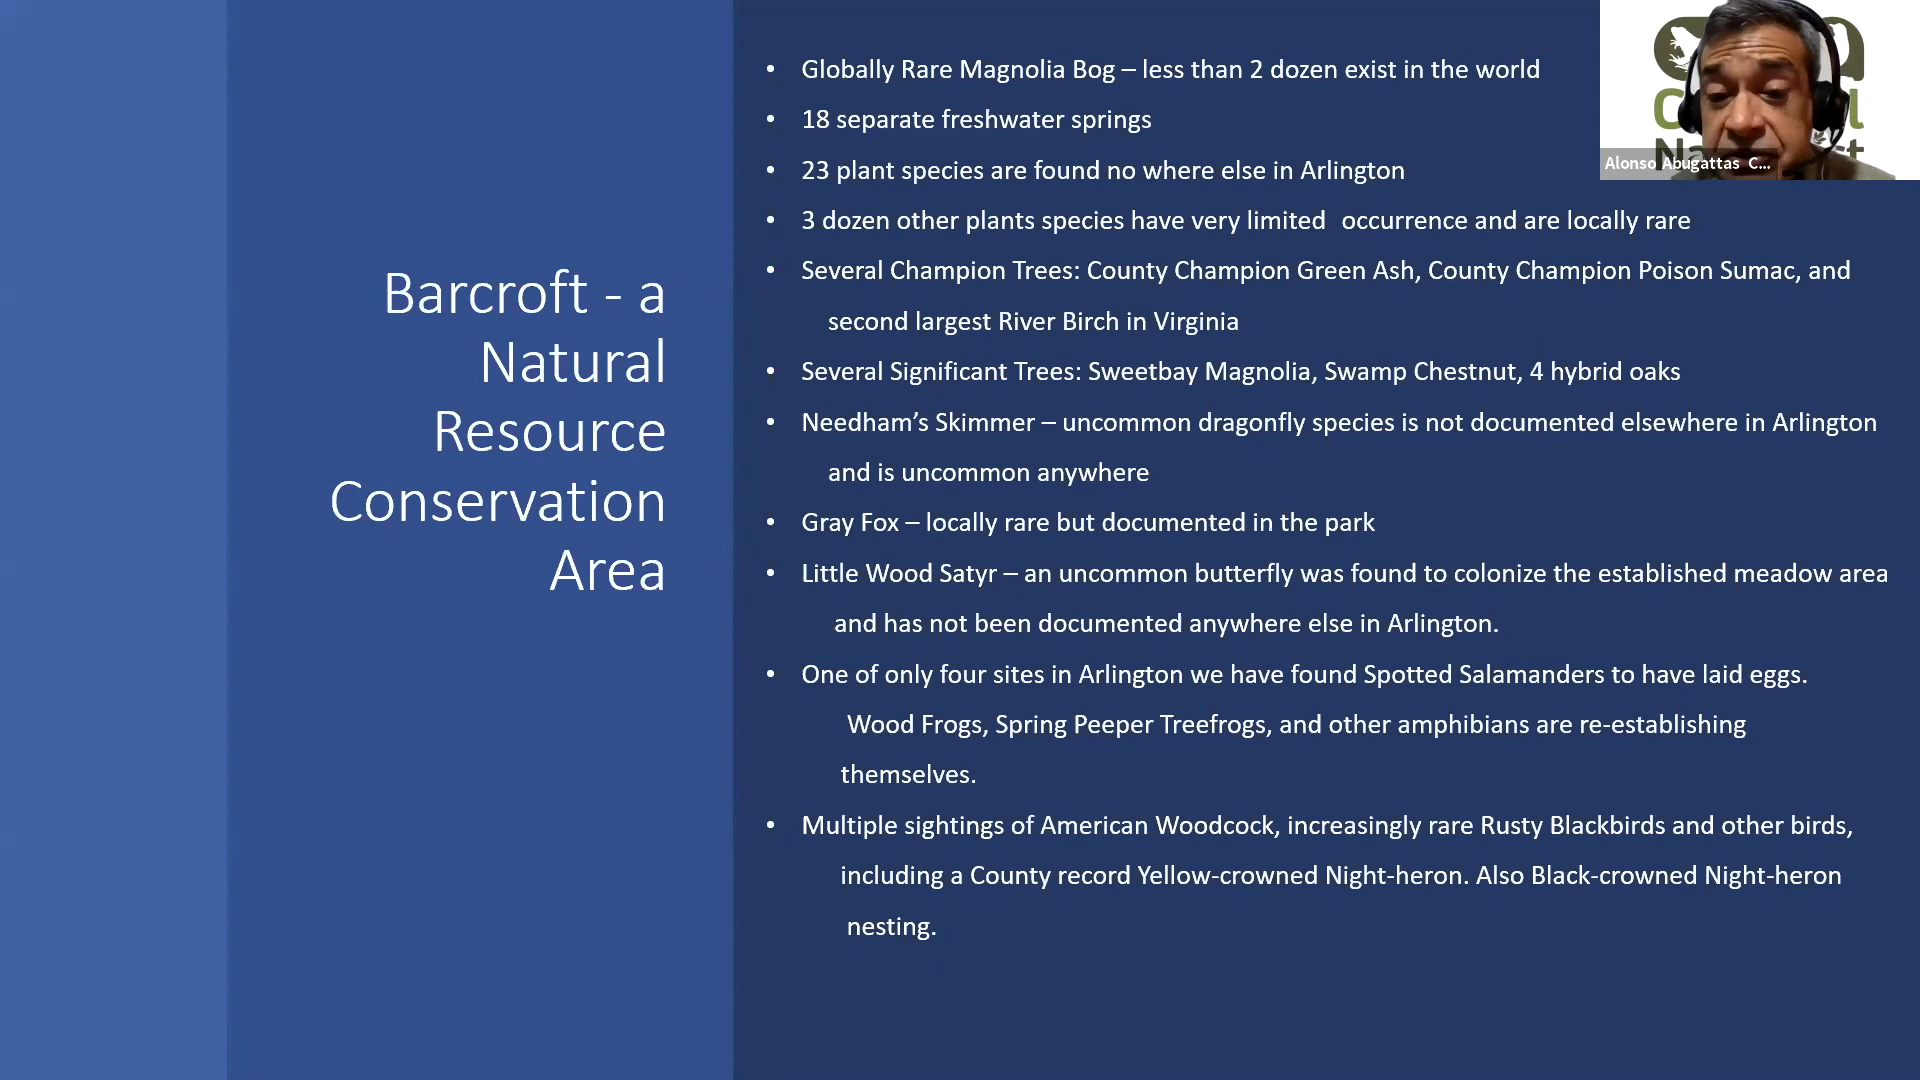 Barcroft - a
Natural
Resource
Conservation
Area
• Globally Rare Magnolia Bog – less than 2 dozen exist in the world
• 18 separate freshwater springs
• 23 plant species are found no where else in Arlington
• 3 dozen other plants species have very limited occurrence and are locally rare
• Several Champion Trees: County Champion Green Ash, County Champion Poison Sumac, and
second largest River Birch in Virginia
• Several Significant Trees: Sweetbay Magnolia, Swamp Chestnut, 4 hybrid oaks
• Needham’s Skimmer – uncommon dragonfly species is not documented elsewhere in Arlington
and is uncommon anywhere
• Gray Fox – locally rare but documented in the park
• Little Wood Satyr – an uncommon butterfly was found to colonize the established meadow area
and has not been documented anywhere else in Arlington.
• One of only four sites in Arlington we have found Spotted Salamanders to have laid eggs.
Wood Frogs, Spring Peeper Treefrogs, and other amphibians are re-establishing
themselves.
• Multiple sightings of American Woodcock, increasingly rare Rusty Blackbirds and other birds,
including a County record Yellow-crowned Night-heron. Also Black-crowned Night-heron
nesting.
Alonso Abugattas C...